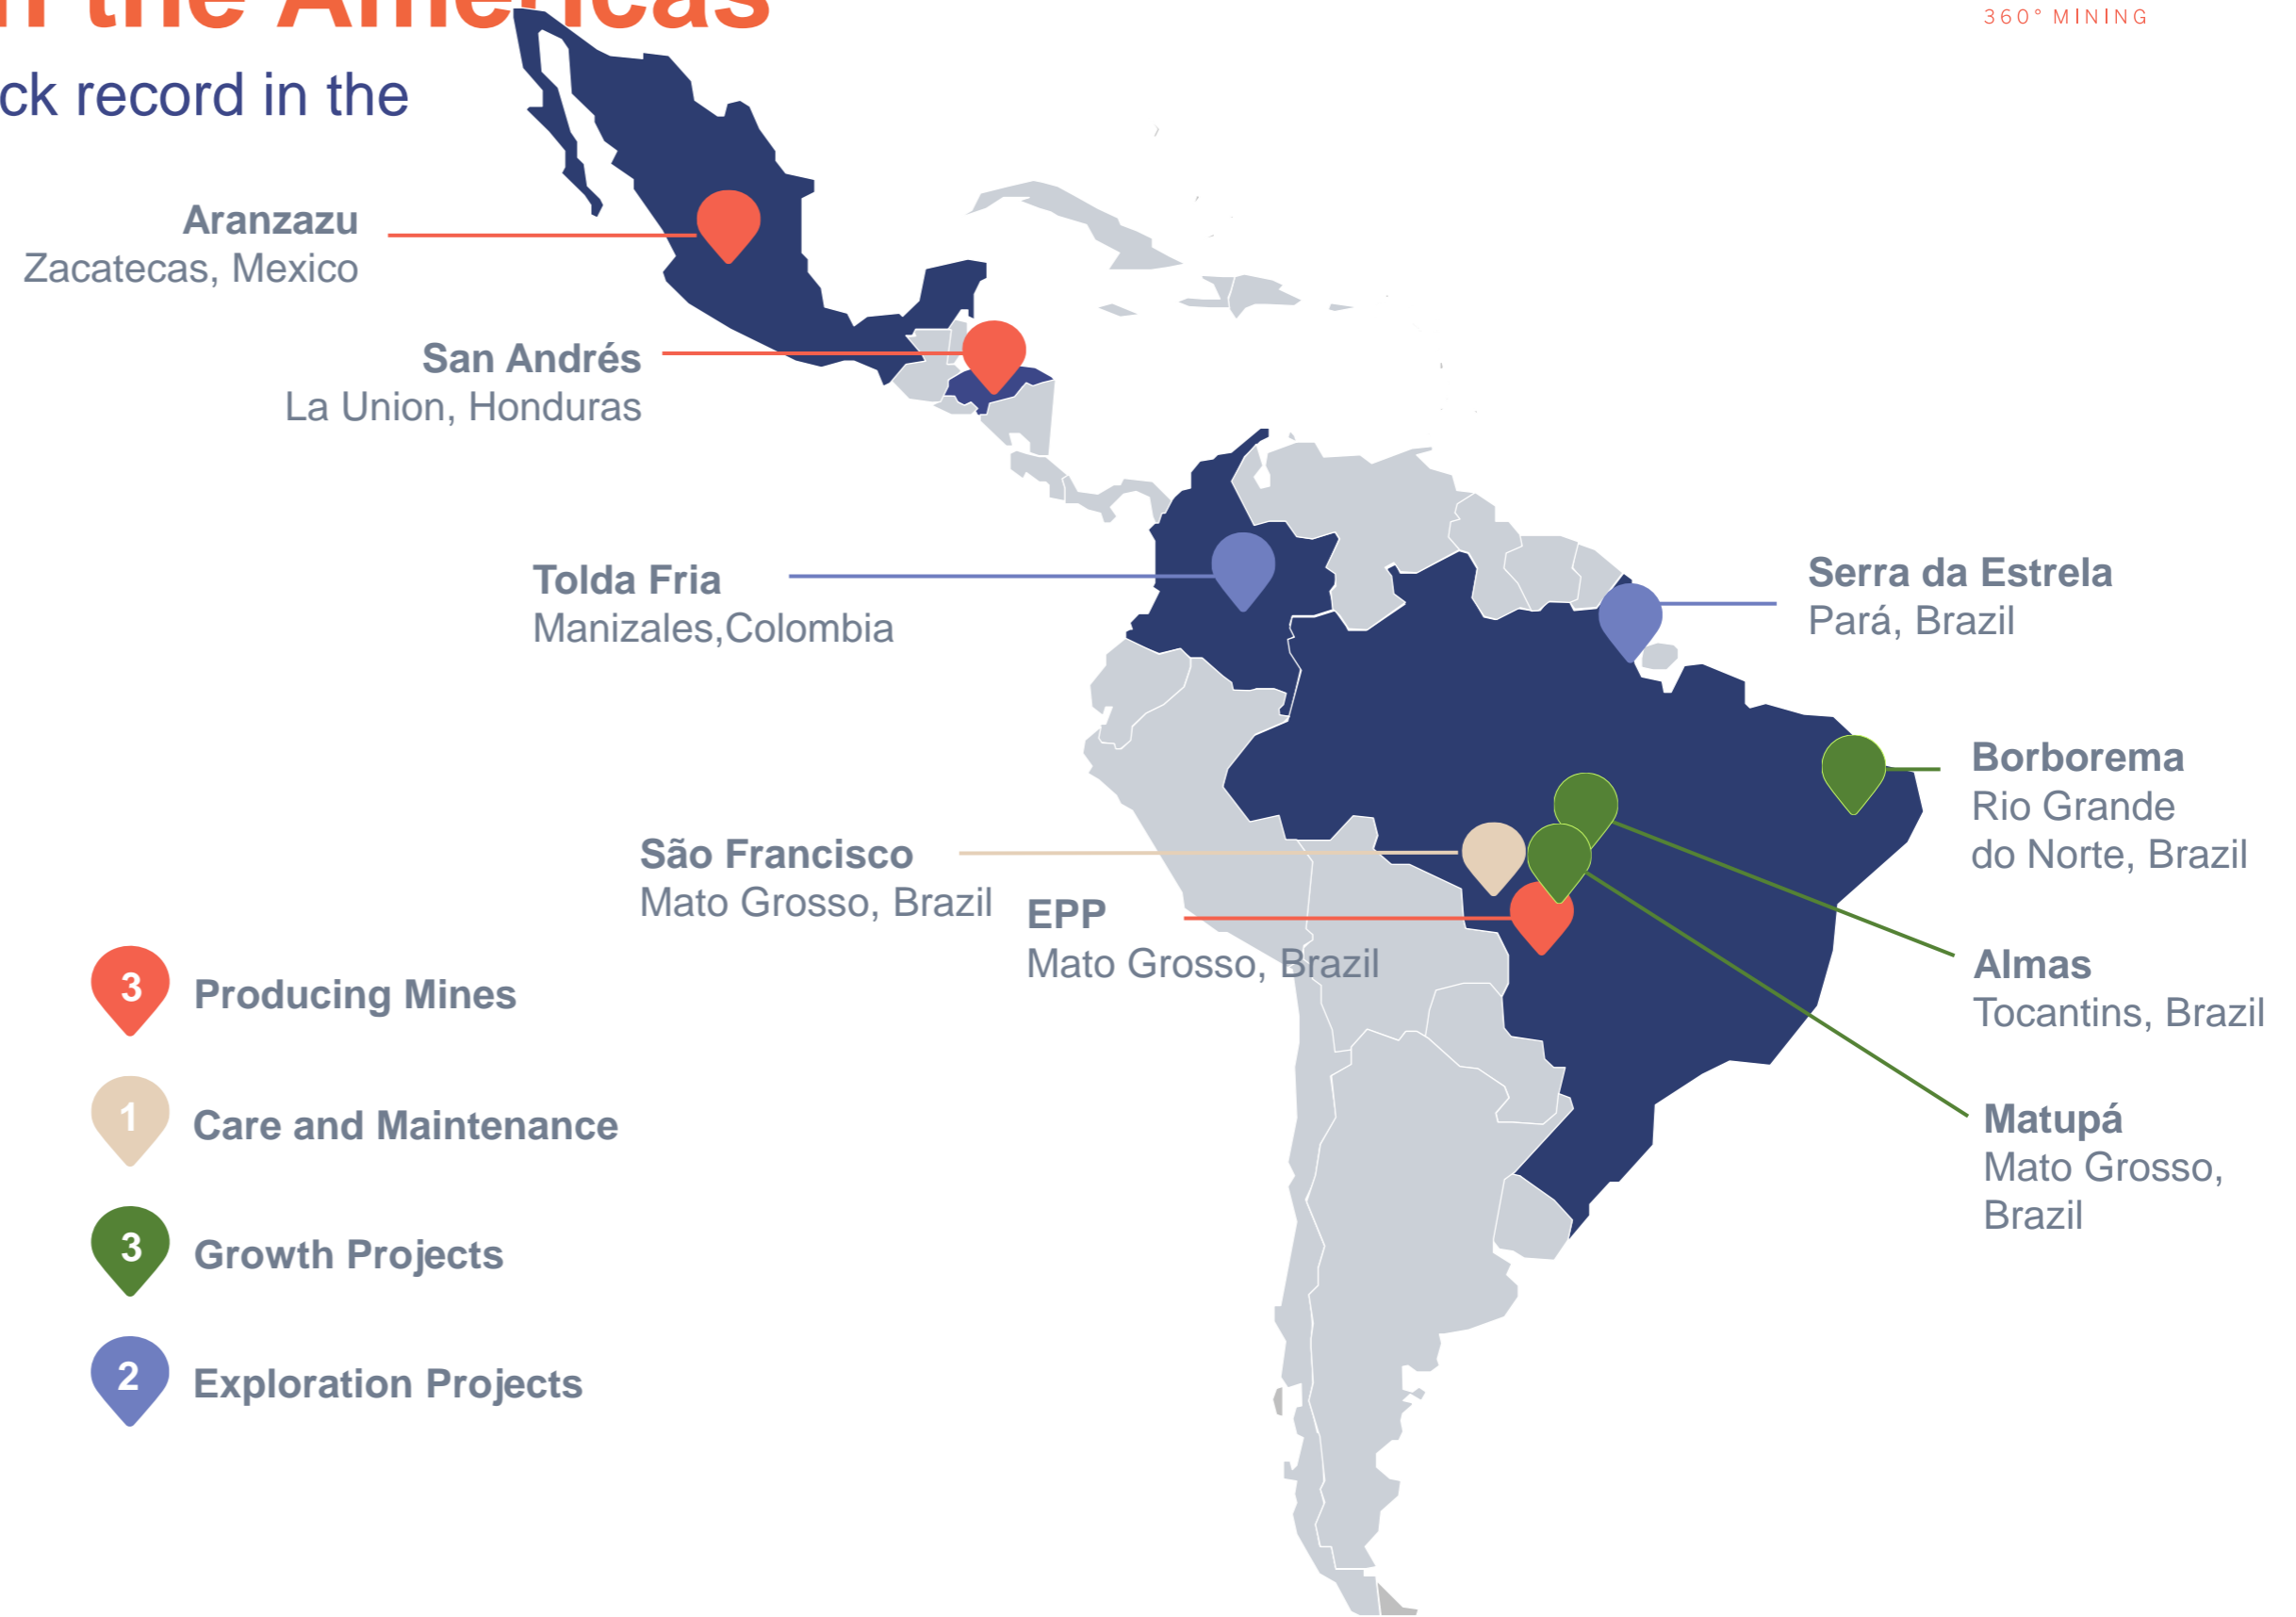 the Americas
360° MINING
ck record in the
Aranzazu
Zacatecas, Mexico
San Andrés
La Union, Honduras
Tolda Fria
Manizales,Colombia
Serra da Estrela
Pará, Brazil
Borborema
Rio Grande
do Norte, Brazil
São Francisco
Mato Grosso, Brazil
EPP
Mato Grosso, Brazil
Almas
Tocantins, Brazil
Matupá
Mato Grosso,
Brazil
3 Producing Mines
1 Care and Maintenance
3 Growth Projects
2 Exploration Projects